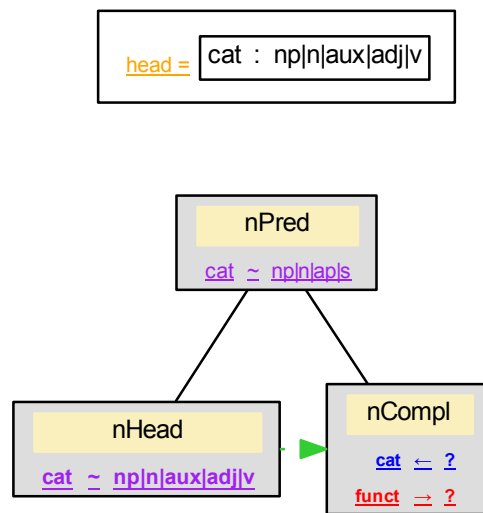 head = cat : np|n|aux|adj|v
nPred
cat ~ np|n|ap|s
nHead
cat ~ np|n|aux|adj|v
nCompl
cat ← ?
funct → ?